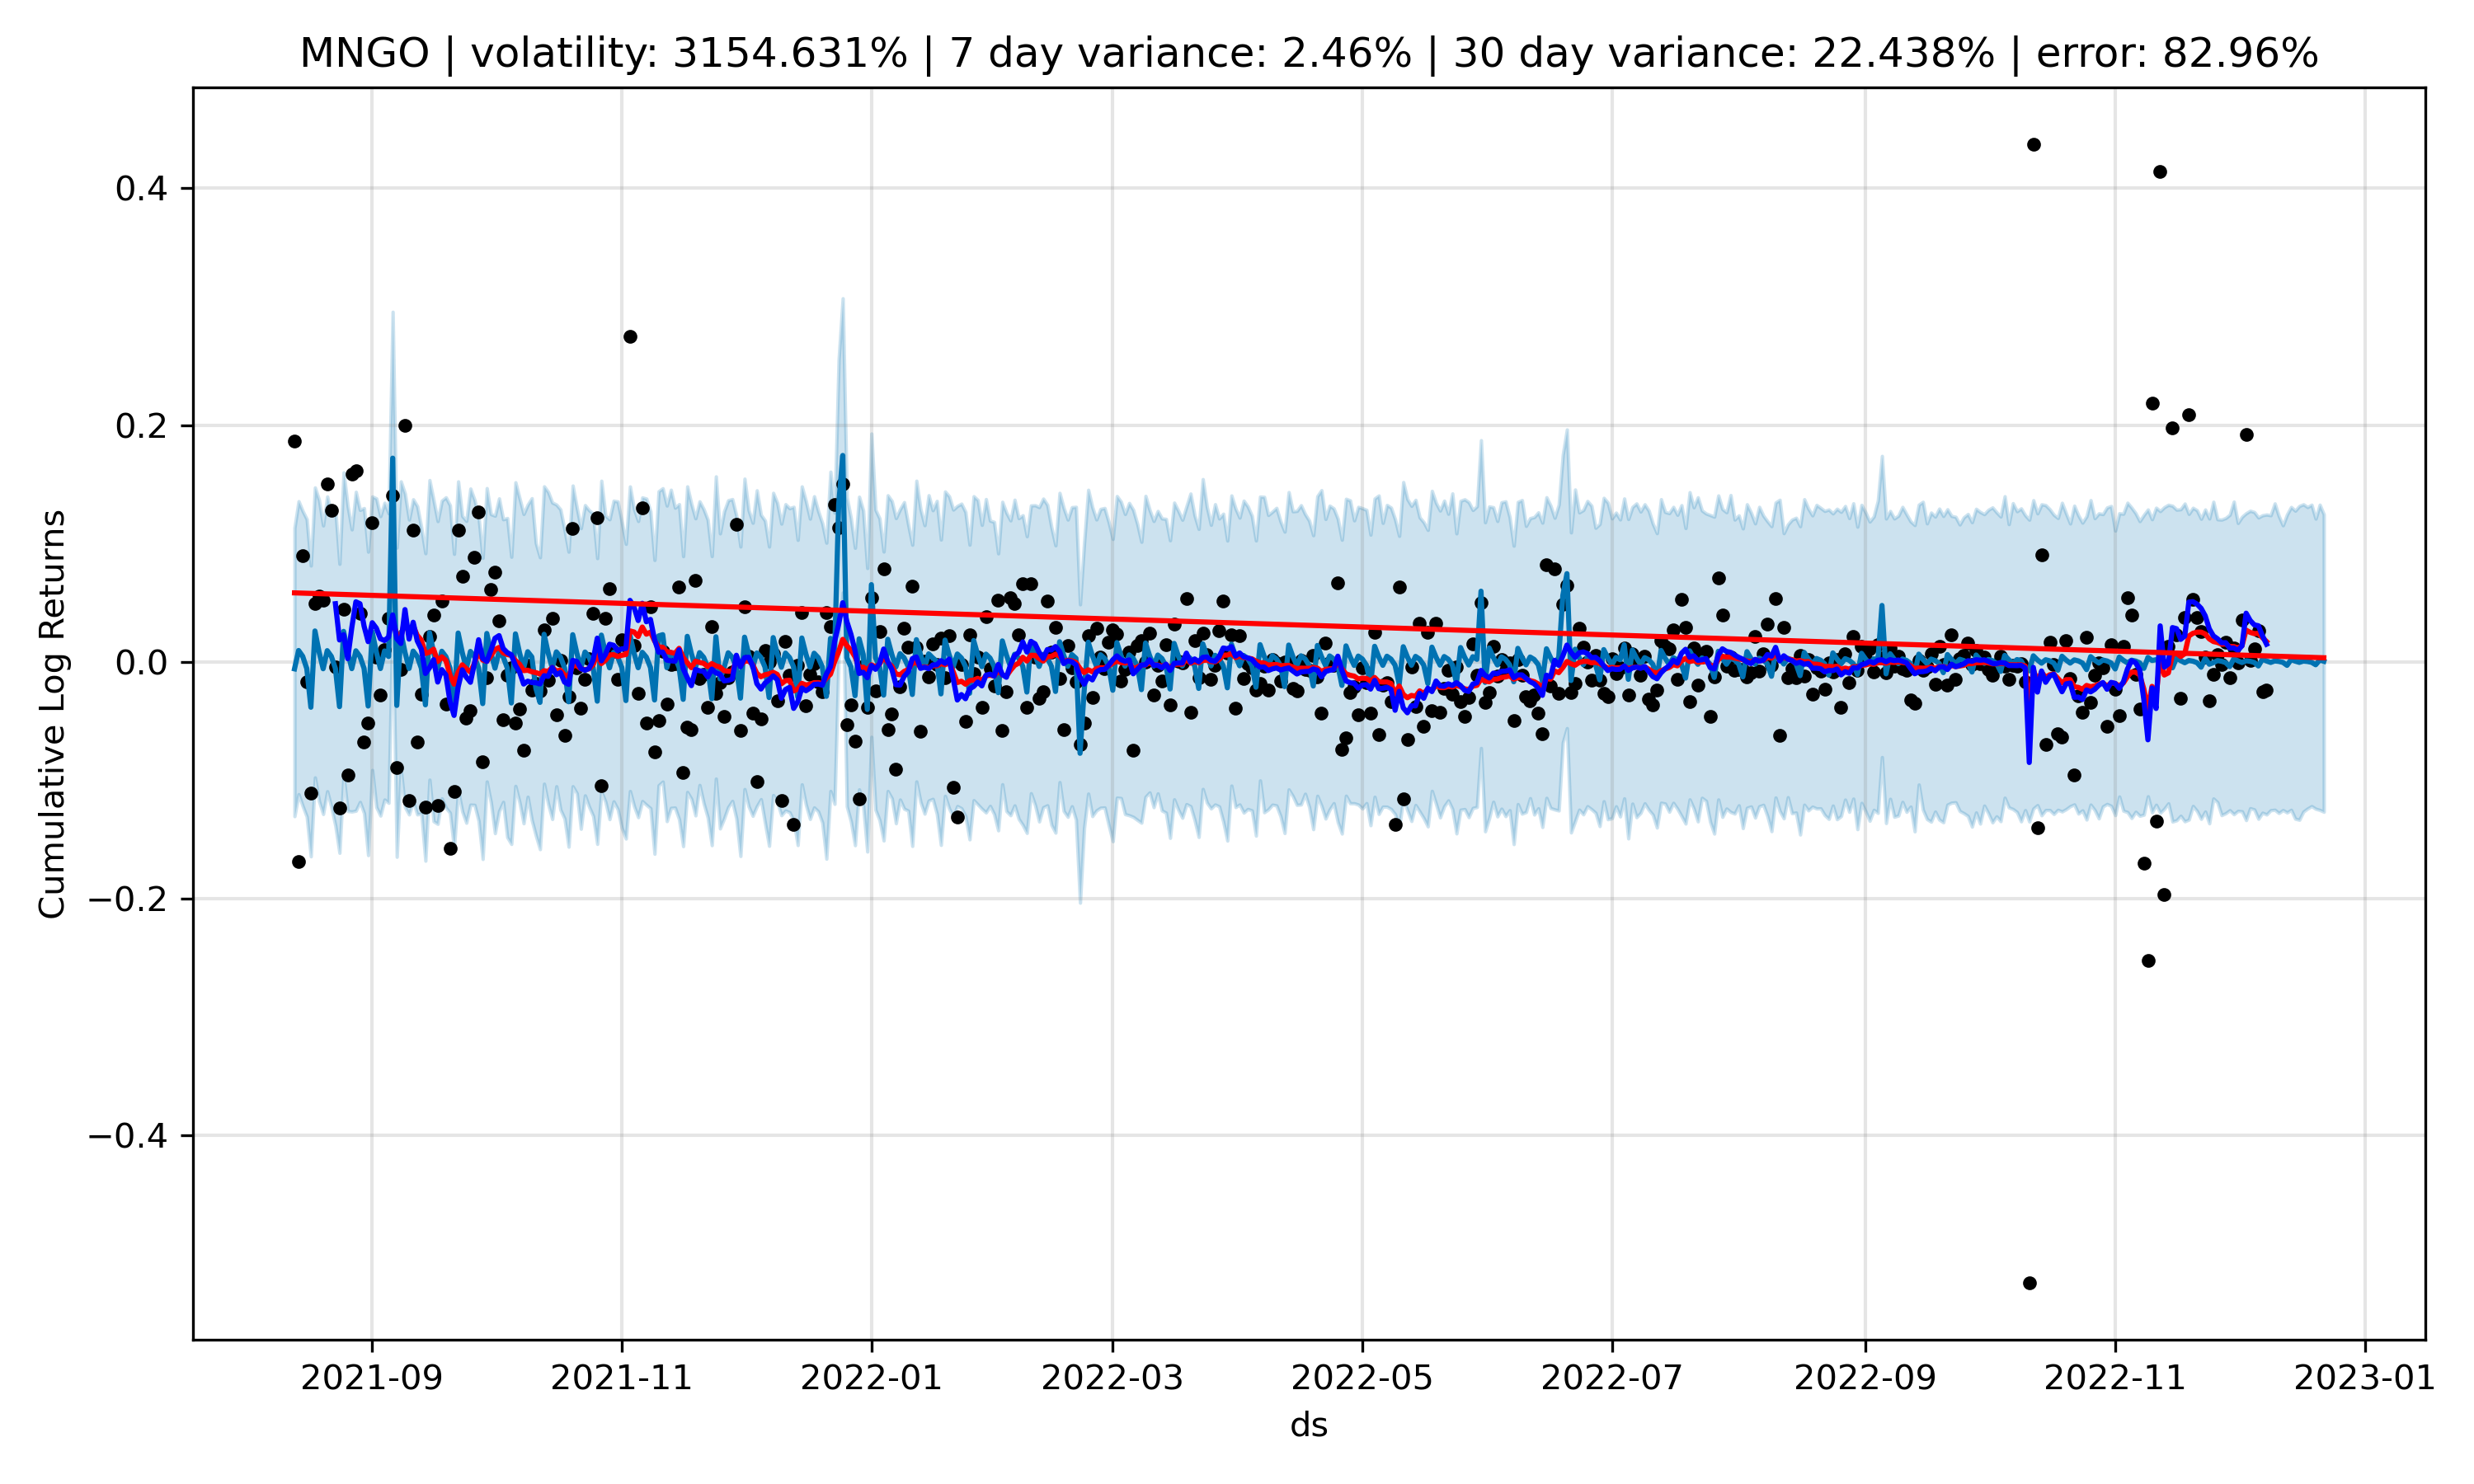 MNGO | volatility: 3154.631% | 7 day variance: 2.46% | 30 day variance: 22.438% | error: 82.96%
Cumulative Log Returns
0.4
0.2
0.0
−0.2
−0.4
2021-09 2021-11 2022-01 2022-03 2022-05 2022-07 2022-09 2022-11 2023-01
ds